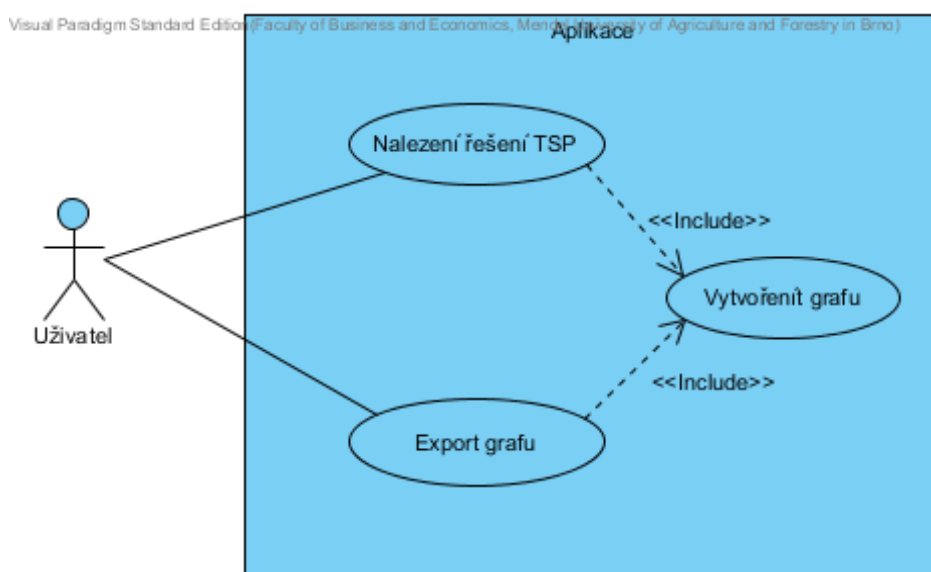 Visual Paradigm Standard Edition(Faculty of Business and Economics, Mendel University of Agriculture and Forestry in Brno)
Aplikace
Nalezení řešení TSP
<<Include>>
Vytvořenít grafu
Uživatel
<<Include>>
Export grafu